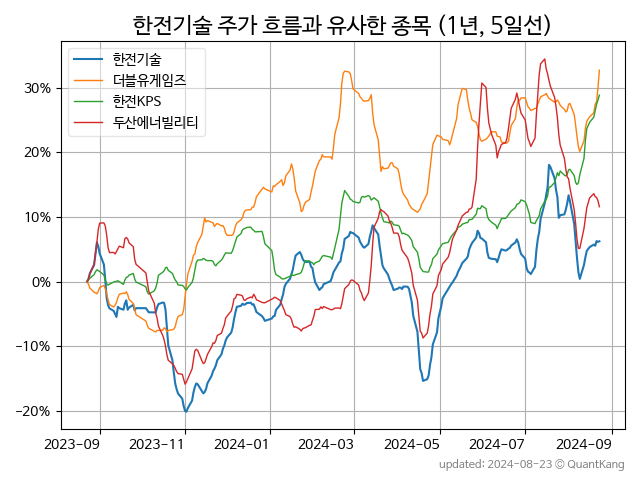 한전기술 주가 흐름과 유사한 종목 (1년, 5일선)
한전기술
더블유게임즈
한전KPS
두산에너빌리티
30%
20%
10%
0%
−10%
−20%
2023-09 2023-11 2024-01 2024-03 2024-05 2024-07 2024-09
updated: 2024-08-23 © QuantKang